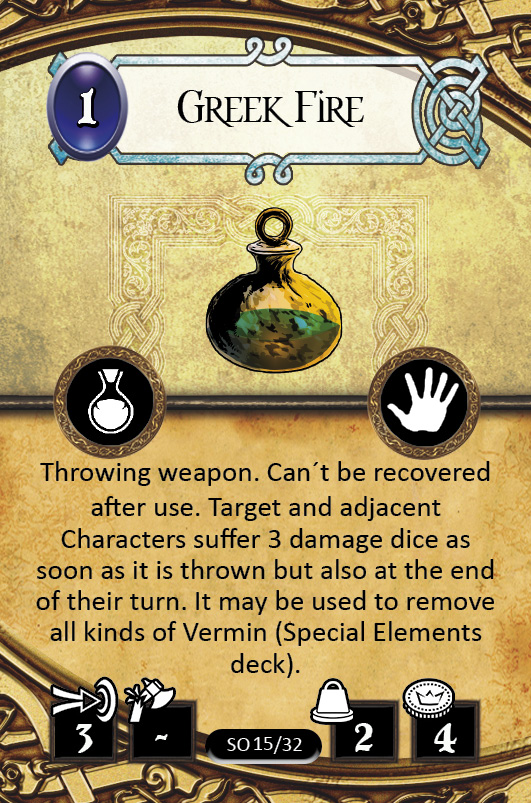 1
Greek Fire
Throwing weapon. Can´t be recovered
after use. Target and adjacent
Characters suffer 3 damage dice as
soon as it is thrown but also at the end
of their turn. It may be used to remove
all kinds of Vermin (Special Elements
deck).
3 - SO15/32 2 4